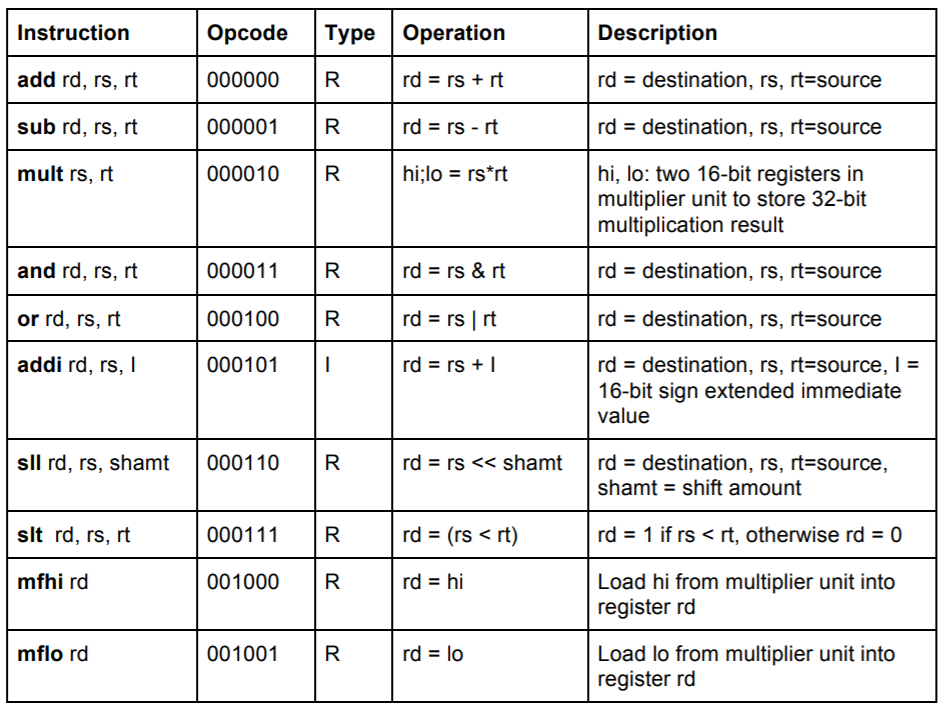 Instruction Opcode Type Operation Description
add rd, rs, rt 000000 R rd = rs + rt rd = destination, rs, rt=source
sub rd, rs, rt 000001 R rd = rs - rt rd = destination, rs, rt=source
mult rs, rt 000010 R hi;lo = rs*rt hi, lo: two 16-bit registers in
multiplier unit to store 32-bit
multiplication result
and rd, rs, rt 000011 R rd = rs & rt rd = destination, rs, rt=source
or rd, rs, rt 000100 R rd = rs | rt rd = destination, rs, rt=source
addi rd, rs, I 000101 I rd = rs + I rd = destination, rs, rt=source, I =
16-bit sign extended immediate
value
sll rd, rs, shamt 000110 R rd = rs << shamt rd = destination, rs, rt=source,
shamt = shift amount
slt rd, rs, rt 000111 R rd = (rs < rt) rd = 1 if rs < rt, otherwise rd = 0
mfhi rd 001000 R rd = hi Load hi from multiplier unit into
register rd
mflo rd 001001 R rd = lo Load lo from multiplier unit into
register rd